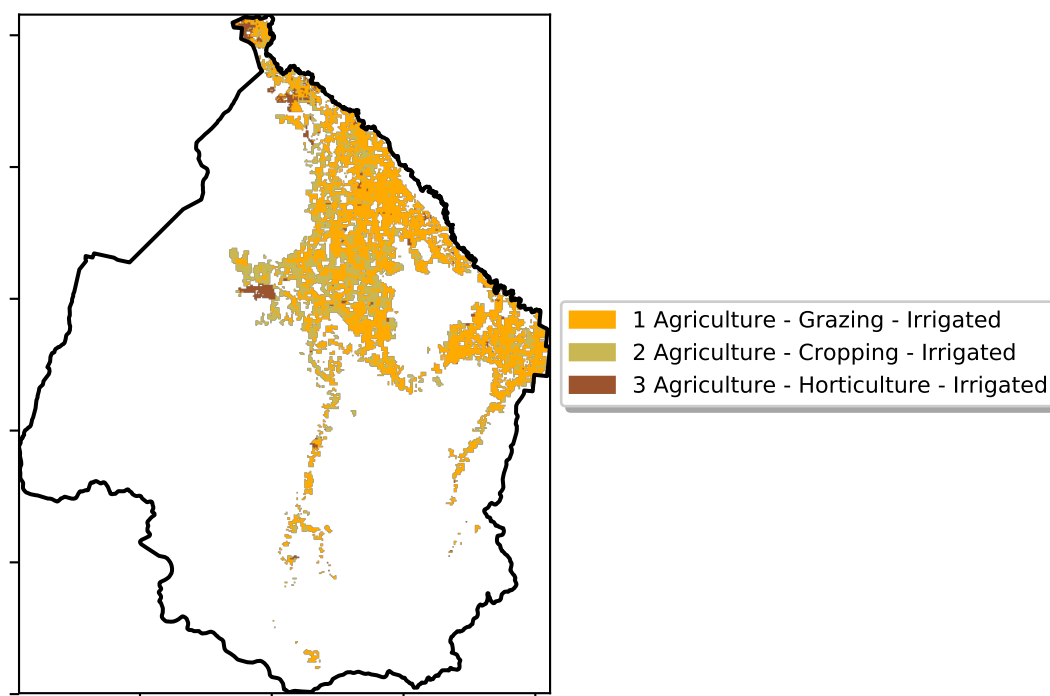 1 Agriculture - Grazing - Irrigated
2 Agriculture - Cropping - Irrigated
3 Agriculture - Horticulture - Irrigated